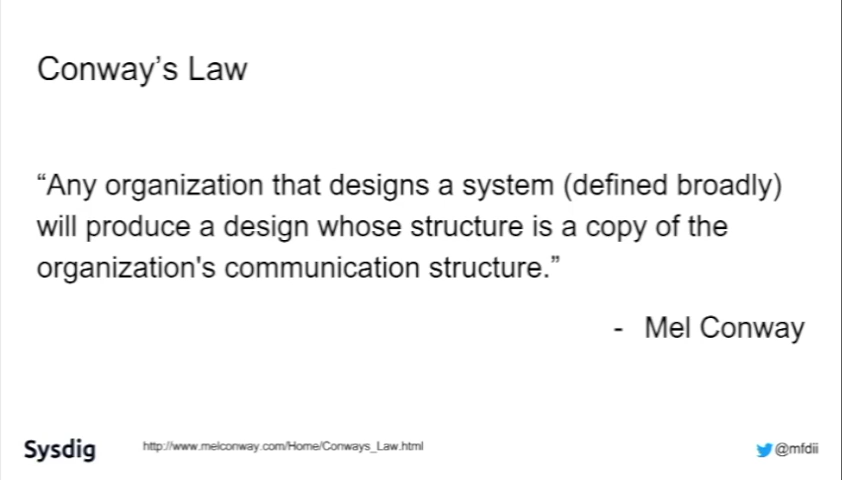 Conway’s Law
“Any organization that designs a system (defined broadly)
will produce a design whose structure is a copy of the
organization's communication structure.”
- Mel Conway
Sysdig
http://www.melconway.com/Home/Conways_Law.html
@mfdii